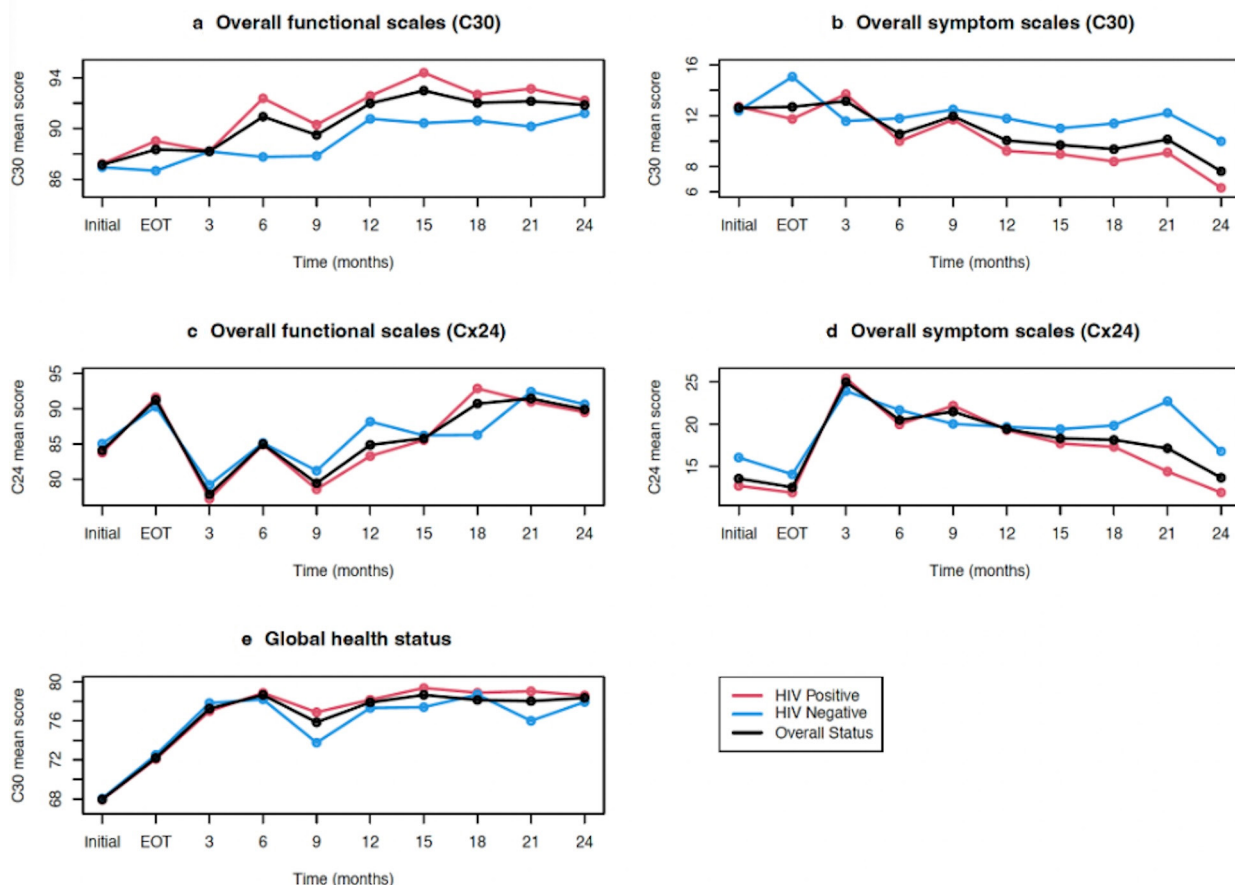 a Overall functional scales (C30)
C30 mean score
94
90
86
Initial EOT 3 6 9 12 15 18 21 24
Time (months)
b Overall symptom scales (C30)
C30 mean score
16
12
8
6
Initial EOT 3 6 9 12 15 18 21 24
Time (months)
c Overall functional scales (Cx24)
C24 mean score
95
90
85
80
Initial EOT 3 6 9 12 15 18 21 24
Time (months)
d Overall symptom scales (Cx24)
C24 mean score
25
20
15
Initial EOT 3 6 9 12 15 18 21 24
Time (months)
e Global health status
C30 mean score
80
76
72
68
Initial EOT 3 6 9 12 15 18 21 24
Time (months)
HIV Positive
HIV Negative
Overall Status